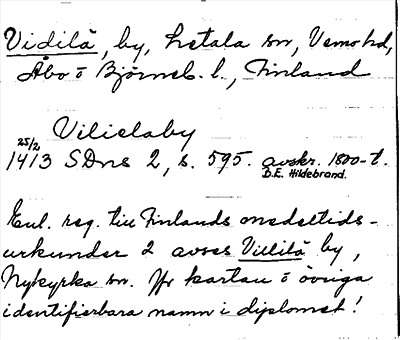 Vidilä, by, Letala sn, Vemo hd,
Åbo o Björneb. l., Finland
Vilielaby
25/2
1413 SDns 2, s. 595. avskr. 1800-t.
B.E. Hildebrand.
Enl. reg. till Finlands medeltids-
urkunder 2 avses Villilä by,
Nykyrka sn. Jfr kartan o övriga
identifierbara namn i diplomet!